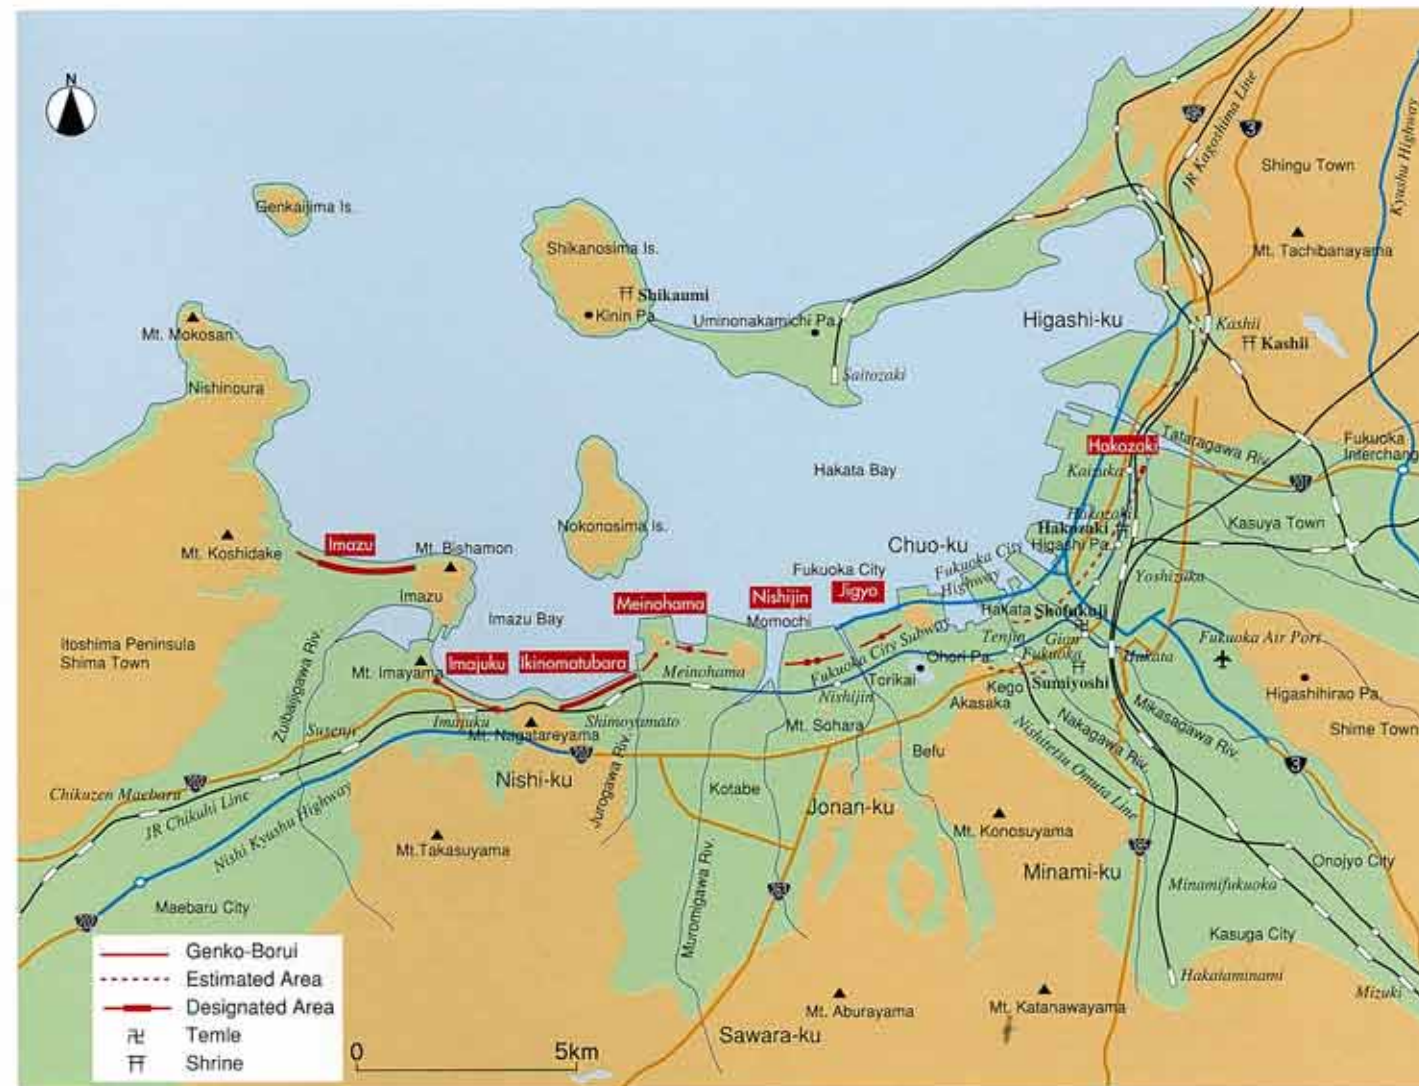 N
495
3
JR Kagoshima Line
Kyushu Highway
Shingu Town
Genkaijima Is.
Shikanosima Is.
Mt. Tachibanayama
Shikaumi
Kinin Pa.
Uminonakamichi Pa.
Higashi-ku
Kashii
Kashii
Mt. Mokosan
Nishinoura
Saitozaki
Hakozaki
Tataragawa Riv.
Fukuoka
Interchang
Hakata Bay
Kaizuka
201
Nokonosima Is.
Hakozaki
Hakozaki
Higashi Pa.
Kasuya Town
Mt. Koshidake
Imazu
Mt. Bishamon
Chuo-ku
Fukuoka City
Fukuoka City
Highway
Yoshizuka
Imazu
Meinohama
Nishijin
Jigyo
Momochi
Hakata
Shofukuji
Imazu Bay
Itoshima Peninsula
Shima Town
Zuibaijigawa Riv.
Mt. Imayama
Imajuku
Ikinomatubara
Meinohama
Fukuoka City Subway
Tenjin
Gion
Fukuoka
Hakata
Fukuoka Air Port
Ohori Pa.
Torikai
Nishijin
Sumiyoshi
Kego
Akasaka
Higashihirao Pa.
Susenji
Imajuku
Shimoyamato
Mt. Nagatareyama
Mt. Sohara
Nakagawa Riv.
Mikasagawa Riv.
Shime Town
Befu
Nishitetsu Omuta Line
3
Chikuzen Maebaru
JR Chikuhi Line
Nishi Kyushu Highway
Nishi-ku
Jurogawa Riv.
Kotabe
Jonan-ku
Mt. Konosuyama
Mt.Takasuyama
Minami-ku
Onojyo City
Minamifukuoka
Maebaru City
Muromigawa Riv.
263
Kasuga City
Hakataminami
Mizuki
Mt. Aburayama
Mt. Katanawayama
Sawara-ku
Genko-Borui
Estimated Area
Designated Area
卍 Temle
Shrine
0 5km